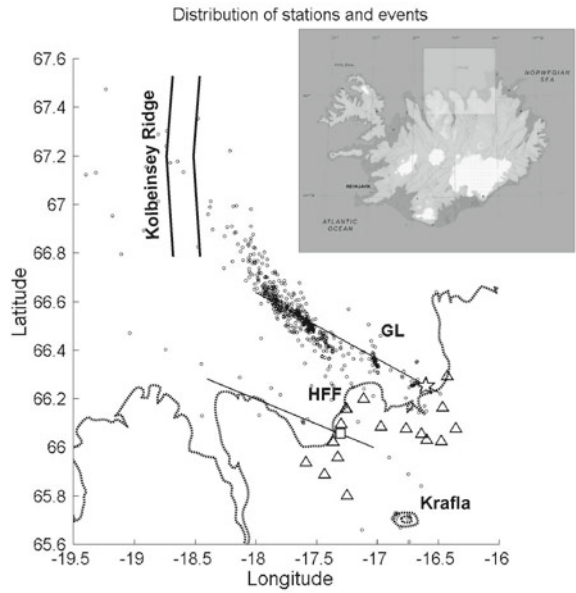 Distribution of stations and events
67.6
67.4
67.2
67
66.8
66.6
66.4
66.2
66
65.8
65.6
Latitude
Kolbeinsey Ridge
GL
HFF
Krafla
NORWEGIAN
SEA
REYKJAVIK
ATLANTIC
OCEAN
-19.5
-19
-18.5
-18
-17.5
-17
-16.5
-16
Longitude